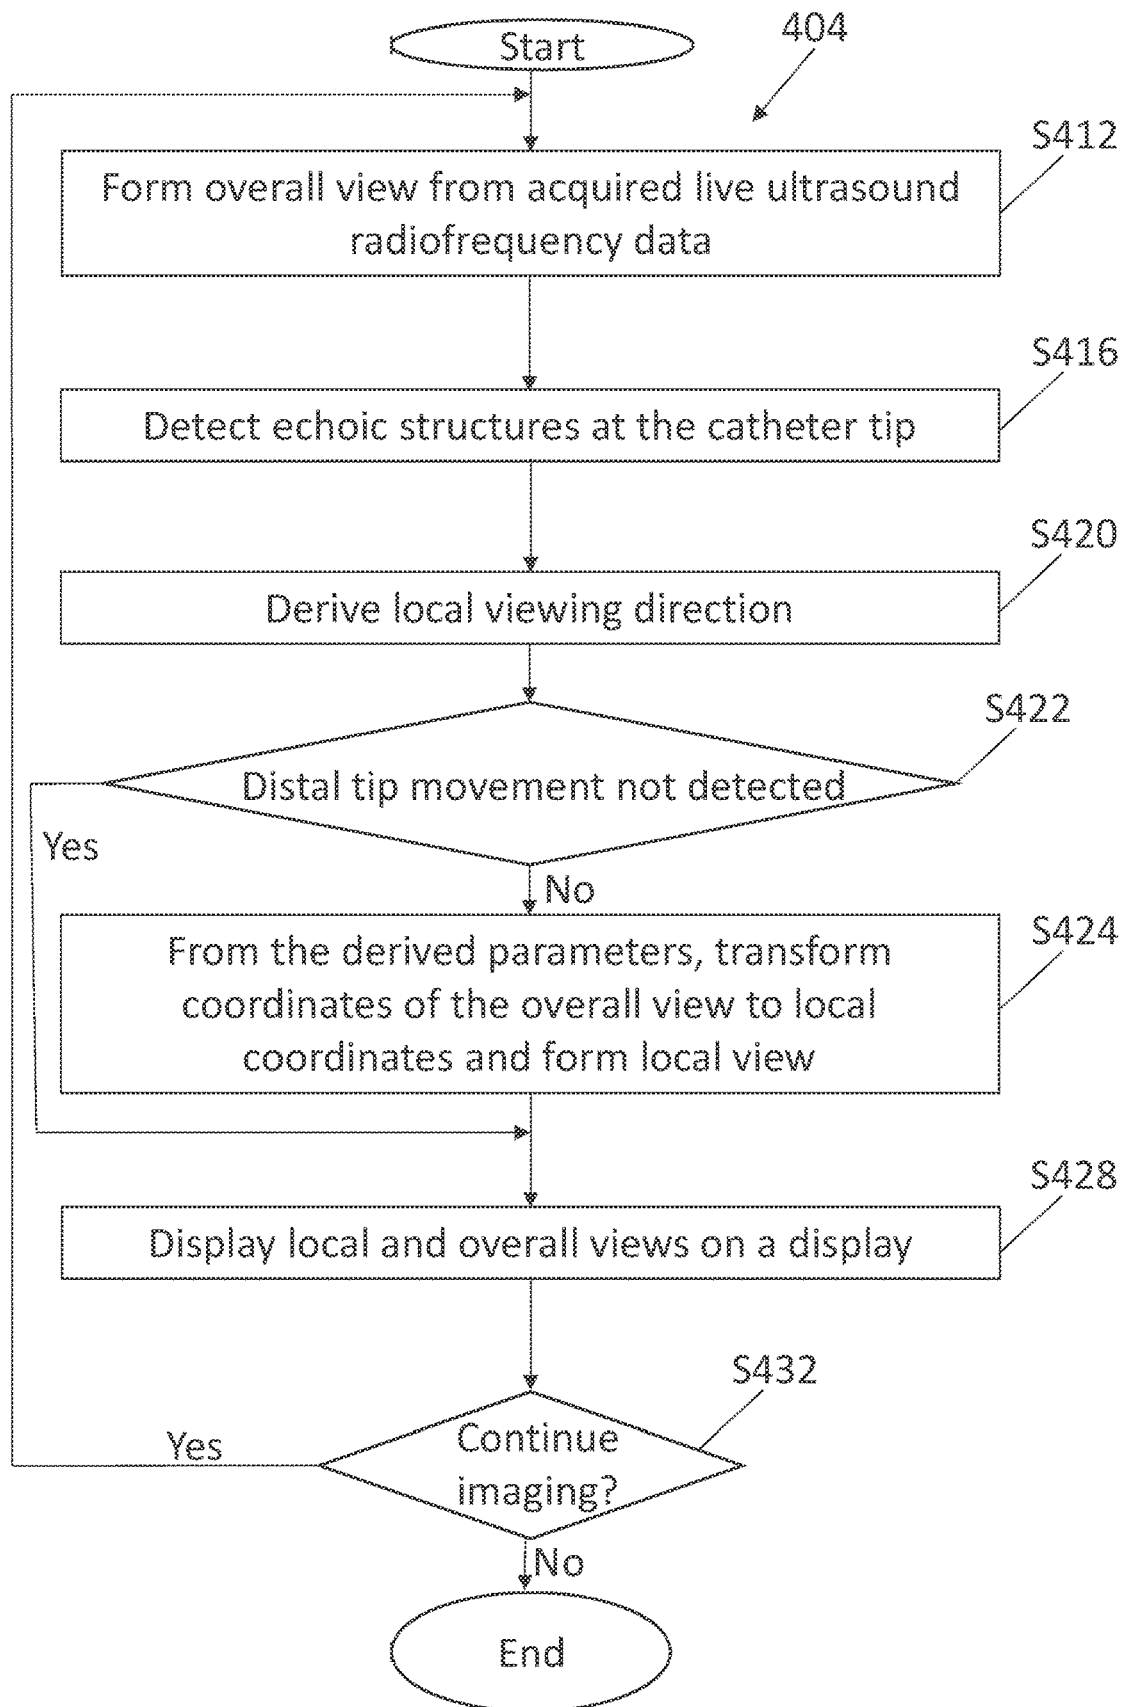 Start
404
S412
Form overall view from acquired live ultrasound
radiofrequency data
S416
Detect echoic structures at the catheter tip
S420
Derive local viewing direction
S422
Distal tip movement not detected
Yes
No
S424
From the derived parameters, transform
coordinates of the overall view to local
coordinates and form local view
S428
Display local and overall views on a display
S432
Continue
imaging?
Yes
No
End